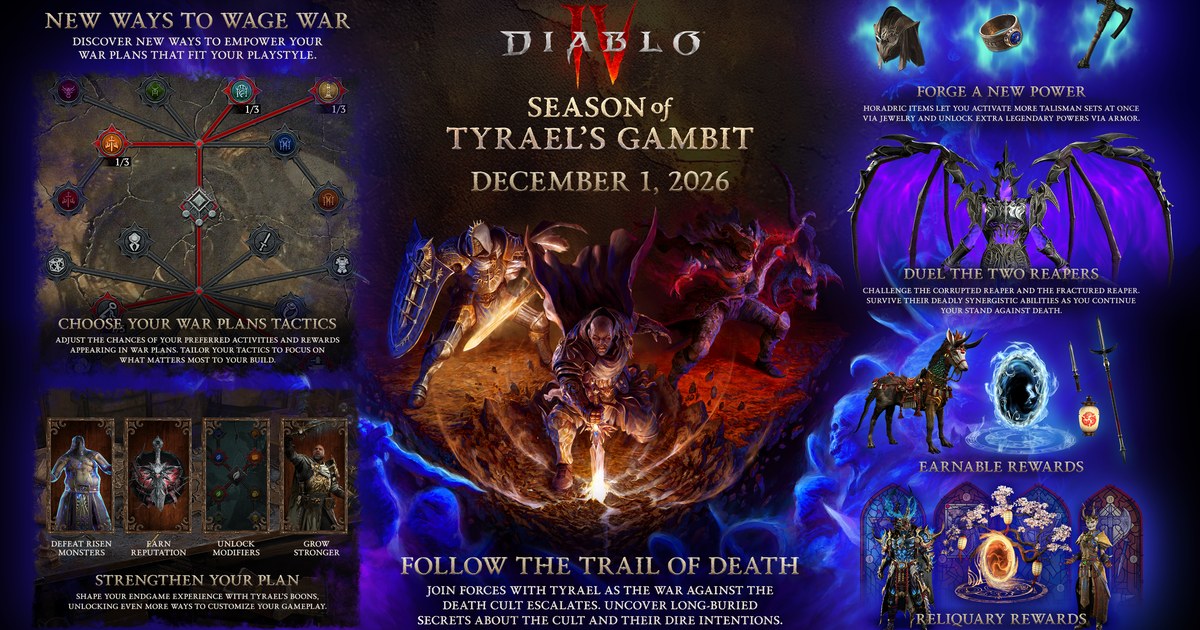 NEW WAYS TO WAGE WAR
DISCOVER NEW WAYS TO EMPOWER YOUR
WAR PLANS THAT FIT YOUR PLAYSTYLE.
1/3
1/3
1/3
CHOOSE YOUR WAR PLANS TACTICS
ADJUST THE CHANCES OF YOUR PREFERRED ACTIVITIES AND REWARDS
APPEARING IN WAR PLANS. TAILOR YOUR TACTICS TO FOCUS ON
WHAT MATTERS MOST TO YOUR BUILD.
DEFEAT RISEN
MONSTERS
EARN
REPUTATION
UNLOCK
MODIFIERS
GROW
STRONGER
STRENGTHEN YOUR PLAN
SHAPE YOUR ENDGAME EXPERIENCE WITH TYRAEL'S BOONS,
UNLOCKING EVEN MORE WAYS TO CUSTOMIZE YOUR GAMEPLAY.
DIABLO
IV
SEASON of
TYRAEL'S GAMBIT
DECEMBER 1, 2026
FOLLOW THE TRAIL OF DEATH
JOIN FORCES WITH TYRAEL AS THE WAR AGAINST THE
DEATH CULT ESCALATES. UNCOVER LONG-BURIED
SECRETS ABOUT THE CULT AND THEIR DIRE INTENTIONS.
FORGE A NEW POWER
HORADRIC ITEMS LET YOU ACTIVATE MORE TALISMAN SETS AT ONCE
VIA JEWELRY AND UNLOCK EXTRA LEGENDARY POWERS VIA ARMOR.
DUEL THE TWO REAPERS
CHALLENGE THE CORRUPTED REAPER AND THE FRACTURED REAPER.
SURVIVE THEIR DEADLY SYNERGISTIC ABILITIES AS YOU CONTINUE
YOUR STAND AGAINST DEATH.
EARNABLE REWARDS
RELIQUARY REWARDS